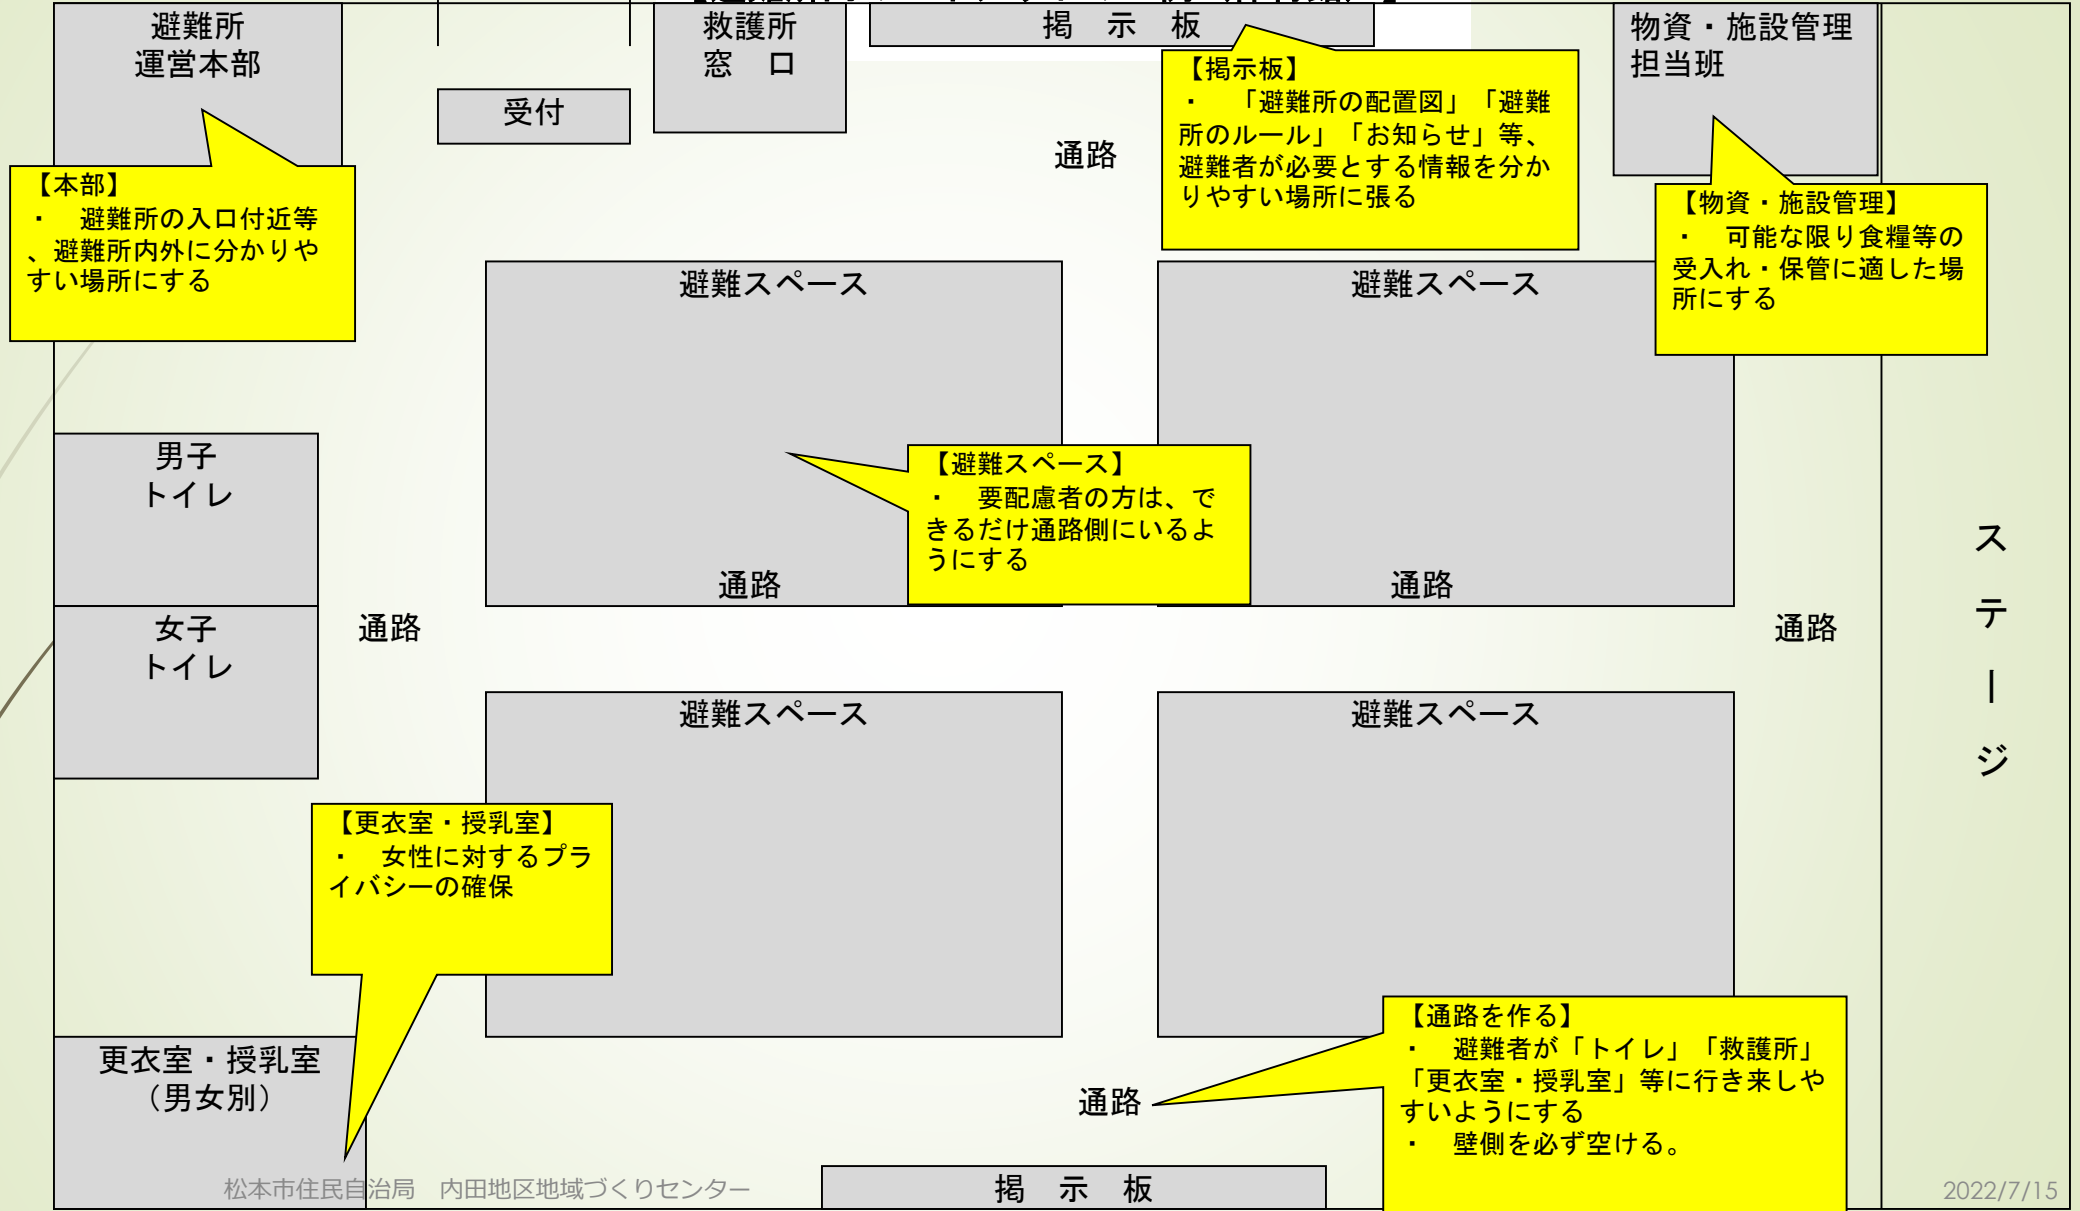 避難所
運営本部
受付
救護所
窓　口
掲　示　板
物資・施設管理
担当班
【掲示板】
・　「避難所の配置図」「避難
所のルール」「お知らせ」等、
避難者が必要とする情報を分か
りやすい場所に張る
通路
【本部】
・　避難所の入口付近等
、避難所内外に分かりや
すい場所にする
【物資・施設管理】
・　可能な限り食糧等の
受入れ・保管に適した場
所にする
避難スペース
避難スペース
男子
トイレ
【避難スペース】
・　要配慮者の方は、で
きるだけ通路側にいるよ
うにする
通路
通路
女子
トイレ
通路
通路
ステージ
避難スペース
避難スペース
【更衣室・授乳室】
・　女性に対するプラ
イバシーの確保
更衣室・授乳室
（男女別）
通路
【通路を作る】
・　避難者が「トイレ」「救護所」
「更衣室・授乳室」等に行き来しや
すいようにする
・　壁側を必ず空ける。
掲　示　板
松本市住民自治局　内田地区地域づくりセンター
2022/7/15